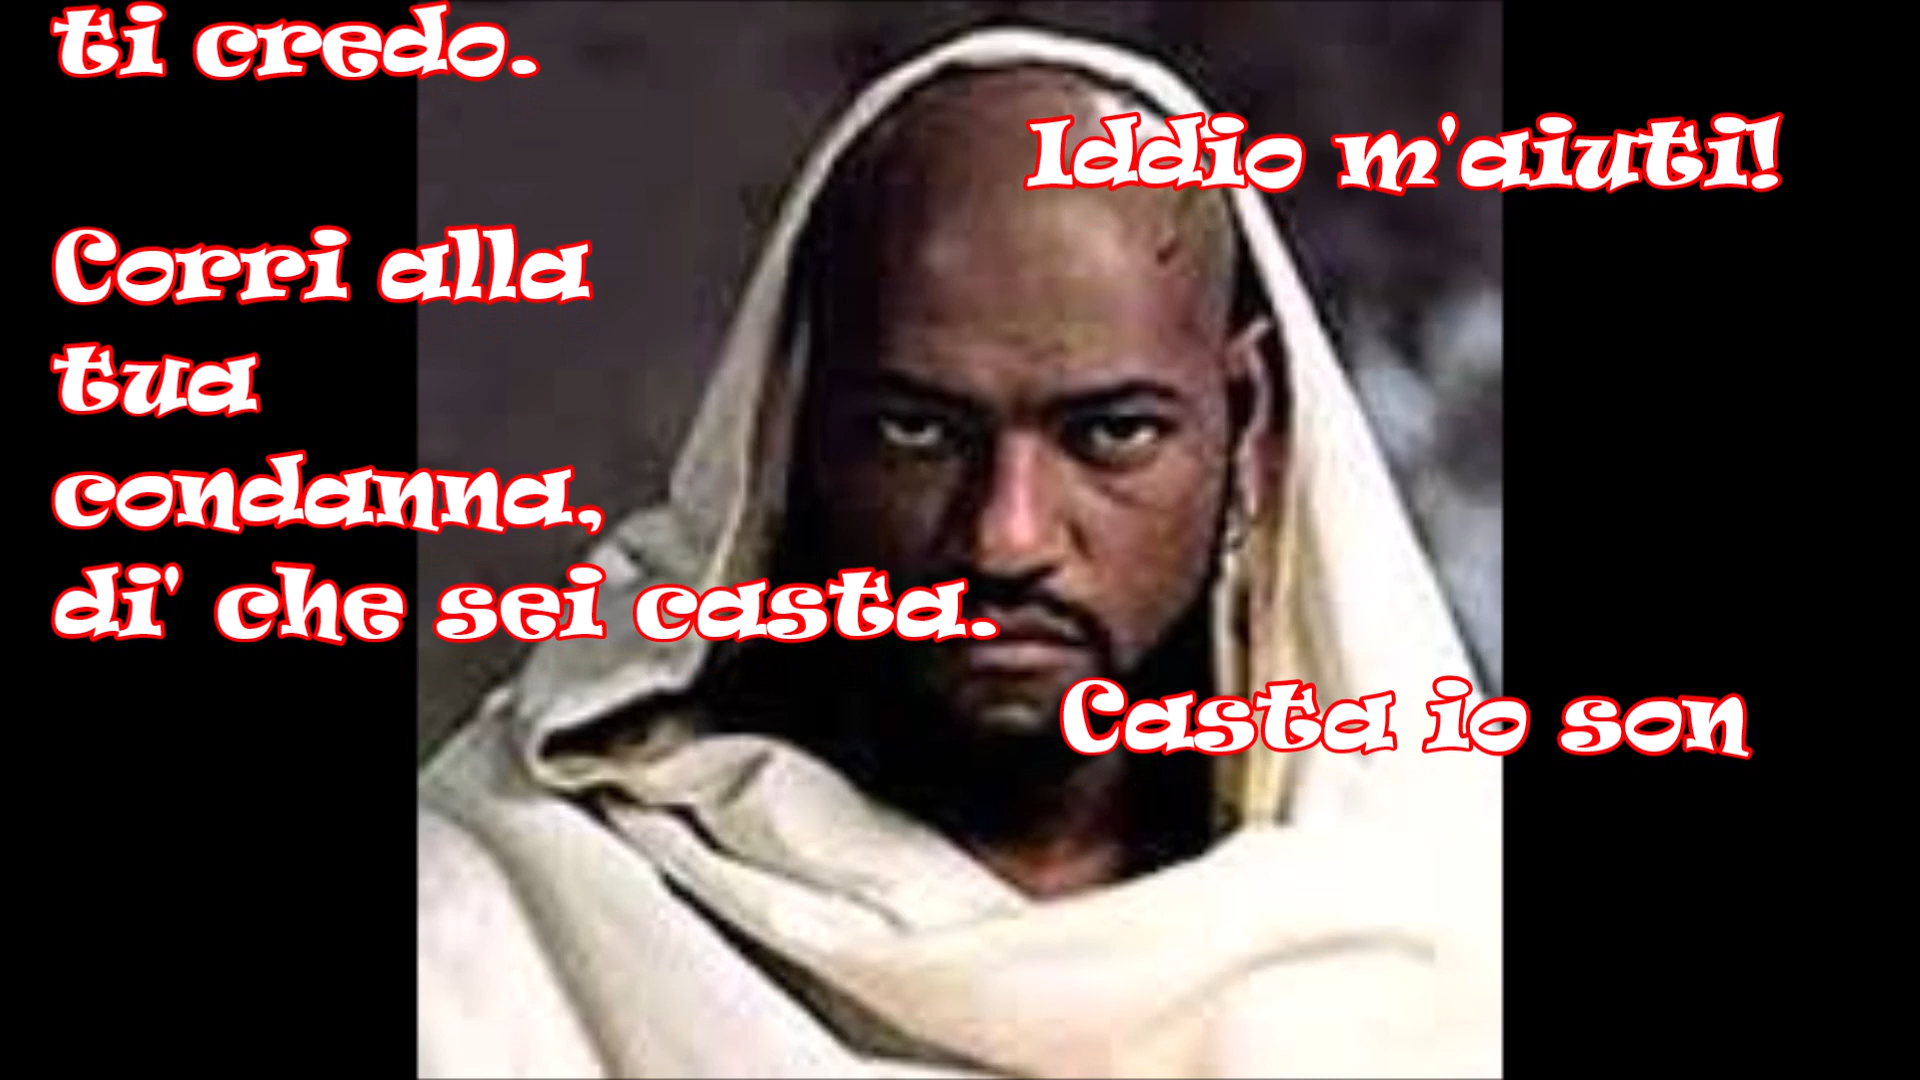 ti credo.
Iddio m'aiuti!
Corri alla
tua
condanna,
di' che sei casta.
Casta io son